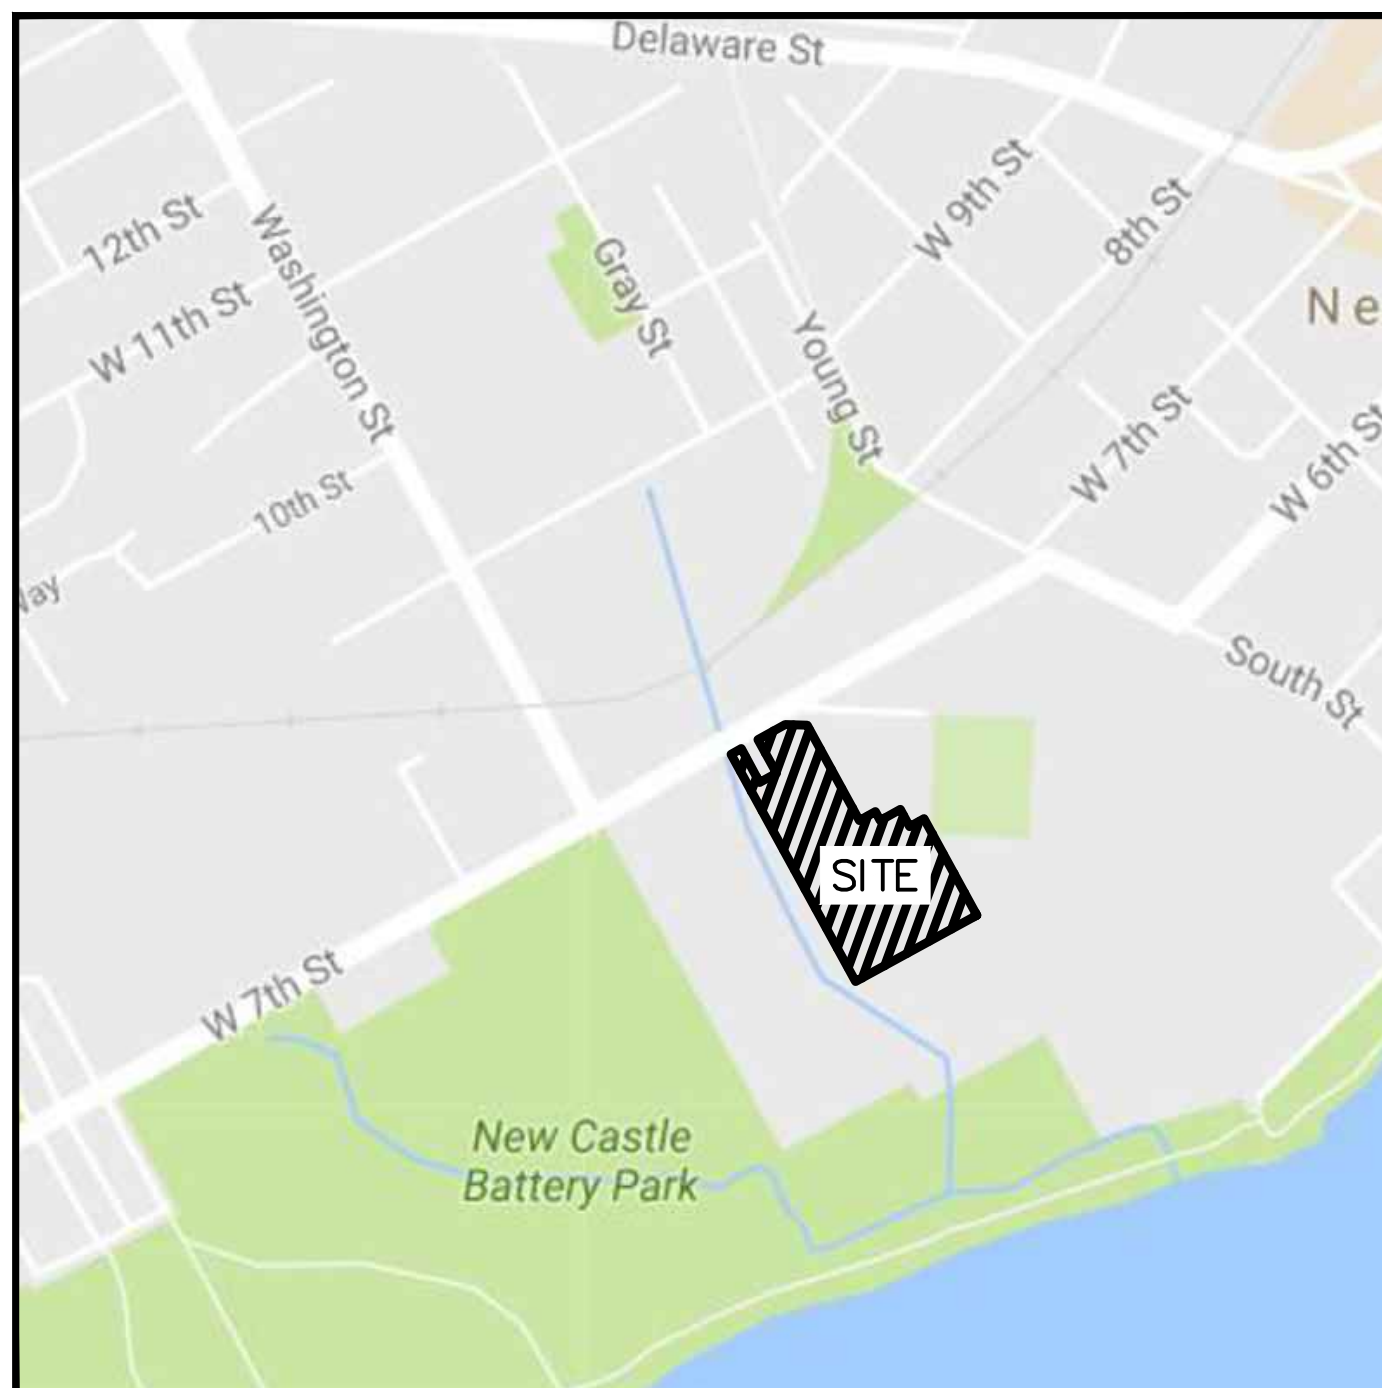 Delaware St
W 9th St
8th St
12th St
Washington St
Gray St
W 11th St
Young St
Ne
W 7th St
W 6th St
10th St
Way
South St
SITE
W 7th St
New Castle
Battery Park